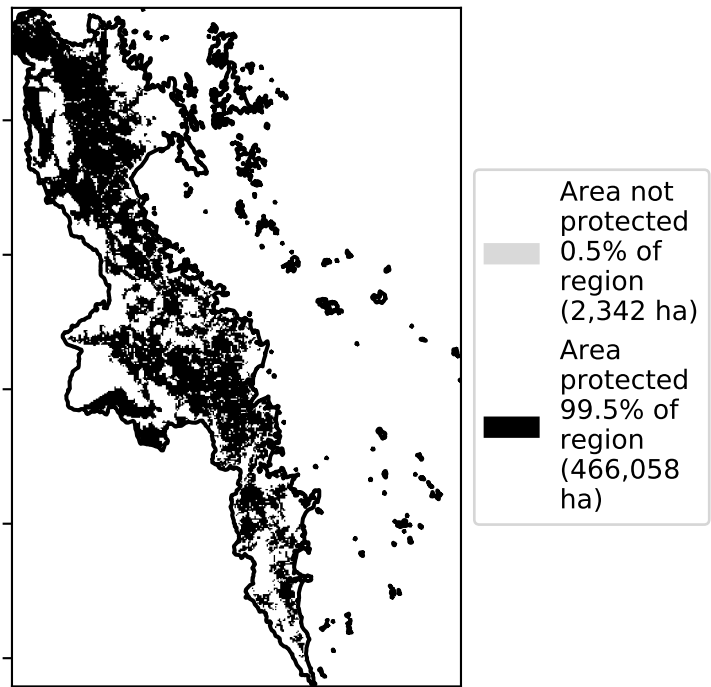 Area not
protected
0.5% of
region
(2,342 ha)
Area
protected
99.5% of
region
(466,058
ha)